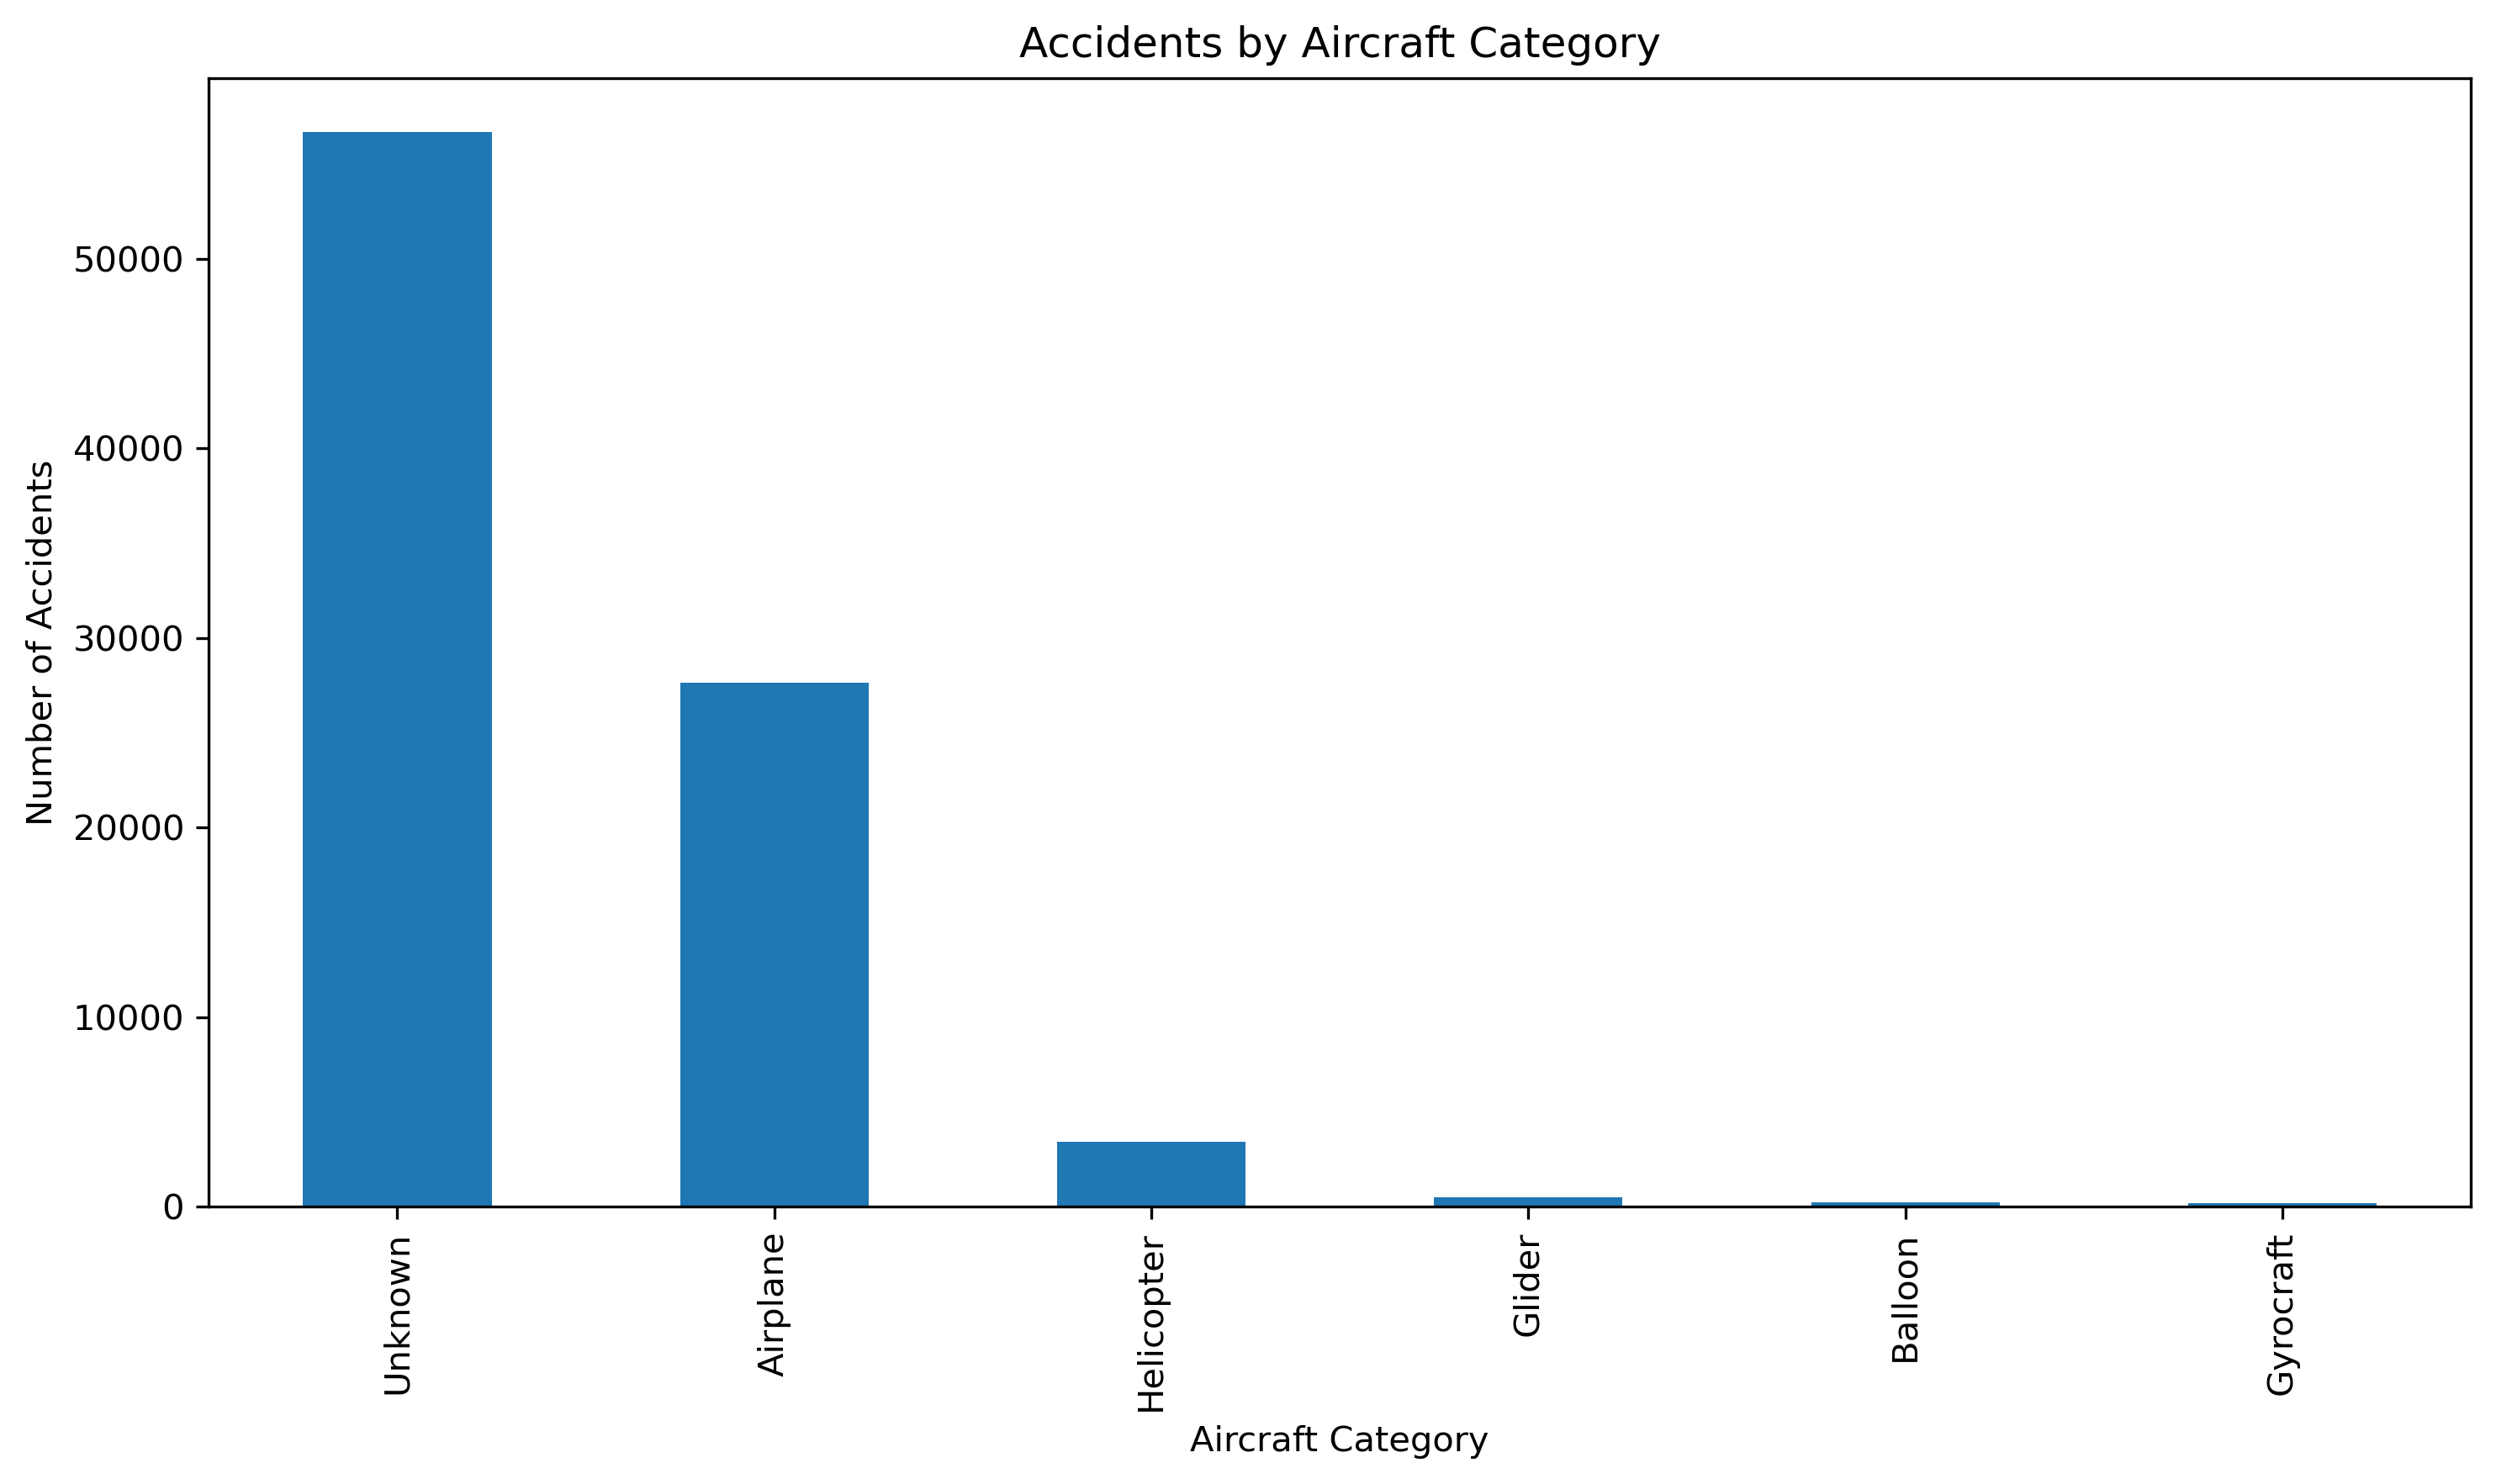 Accidents by Aircraft Category
Number of Accidents
50000
40000
30000
20000
10000
0
Unknown
Airplane
Helicopter
Glider
Balloon
Gyrocraft
Aircraft Category